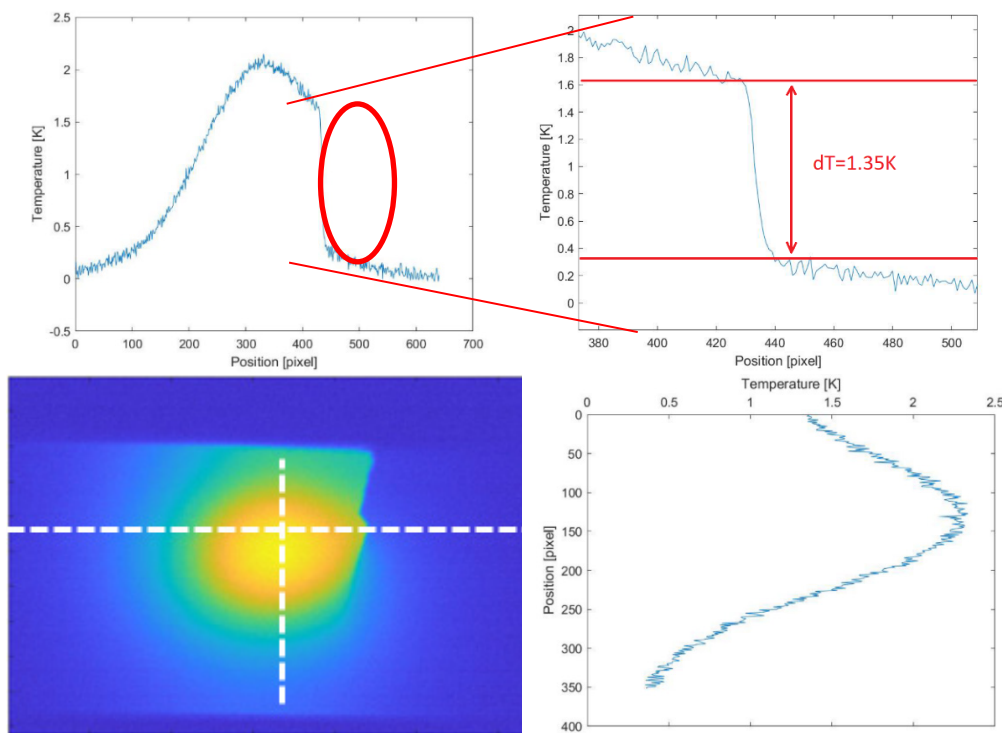 2.5
2
1.5
1
0.5
0
-0.5
Temperature [K]
0 100 200 300 400 500 600 700
Position [pixel]
2
1.8
1.6
1.4
1.2
1
0.8
0.6
0.4
0.2
0
Temperature [K]
dT=1.35K
380 400 420 440 460 480 500
Position [pixel]
Temperature [K]
0 0.5 1 1.5 2 2.5
0
50
100
150
200
250
300
350
400
Position [pixel]